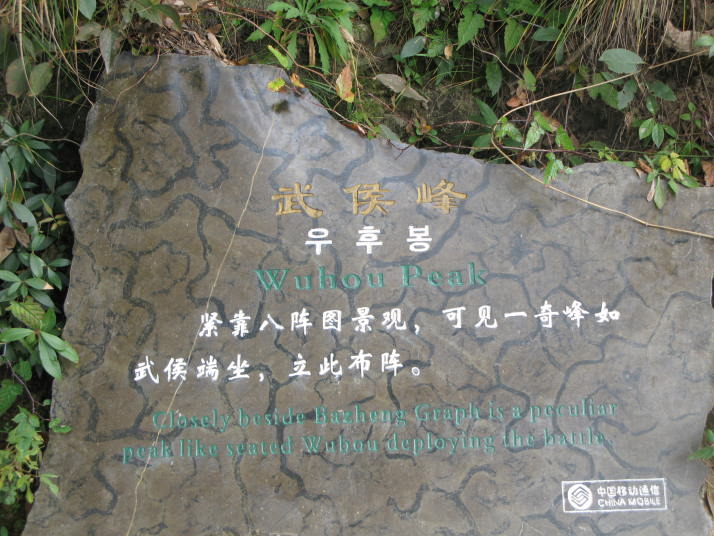 武侯峰
우후봉
Wuhou Peak
紧靠八阵图景观，可见一奇峰如
武侯端坐，立此布阵。
Closely beside Bazheng Graph is a peculiar
peak like seated Wuhou deploying the battle.
中国移动通信
CHINA MOBILE